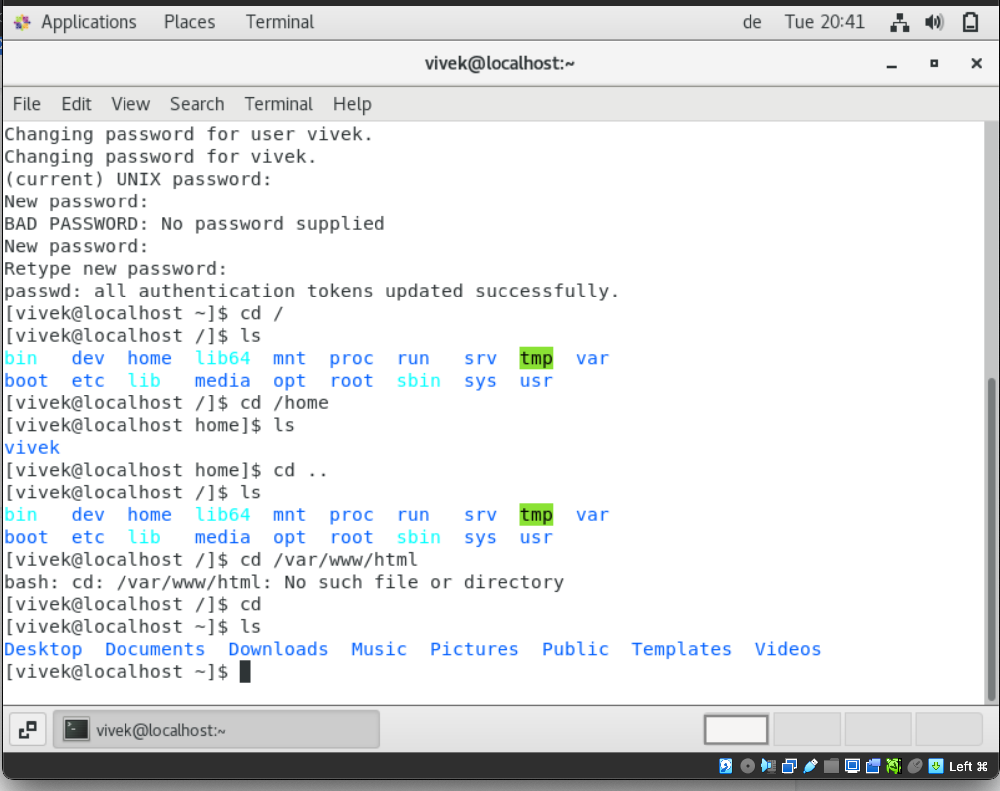 Applications Places Terminal de Tue 20:41
vivek@localhost:~
File Edit View Search Terminal Help
Changing password for user vivek.
Changing password for vivek.
(current) UNIX password:
New password:
BAD PASSWORD: No password supplied
New password:
Retype new password:
passwd: all authentication tokens updated successfully.
[vivek@localhost ~]$ cd /
[vivek@localhost /]$ ls
bin dev home lib64 mnt proc run srv tmp var
boot etc lib media opt root sbin sys usr
[vivek@localhost /]$ cd /home
[vivek@localhost home]$ ls
vivek
[vivek@localhost home]$ cd ..
[vivek@localhost /]$ ls
bin dev home lib64 mnt proc run srv tmp var
boot etc lib media opt root sbin sys usr
[vivek@localhost /]$ cd /var/www/html
bash: cd: /var/www/html: No such file or directory
[vivek@localhost /]$ cd
[vivek@localhost ~]$ ls
Desktop Documents Downloads Music Pictures Public Templates Videos
[vivek@localhost ~]$
vivek@localhost:~
Left ⌘